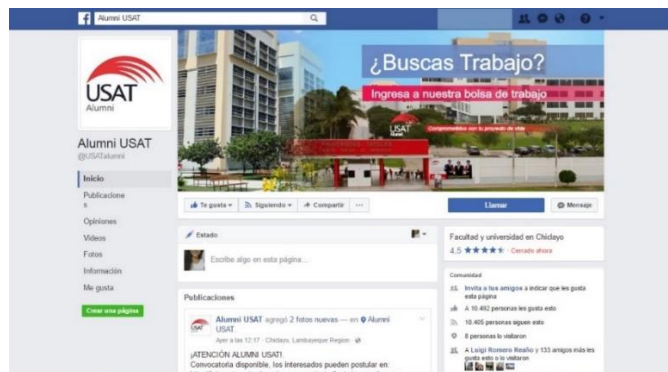 Alumni USAT
USAT
Alumni
Alumni USAT
@USATalumni
Inicio
Publicacione
s
Opiniones
Videos
Fotos
Información
Me gusta
Crear una página
¿Buscas Trabajo?
Ingresa a nuestra bolsa de trabajo
USAT
Comprometidos con tu proyecto de vida
Te gusta
Siguiendo
Compartir
Llamar
Mensaje
Estado
Escribe algo en esta página...
Publicaciones
Alumni USAT agregó 2 fotos nuevas — en Alumni
USAT.
Ayer a las 12:17 · Chiclayo, Lambayeque Region ·
¡ATENCIÓN ALUMNI USAT!.
Convocatoria disponible, los interesados pueden postular en:
Facultad y universidad en Chiclayo
4,5 ★★★★★ · Cerrado ahora
Comunidad
Invita a tus amigos a indicar que les gusta
esta página
A 10.492 personas les gusta esto
10.405 personas siguen esto
8 personas lo visitaron
A Luigi Romero Reaño y 133 amigos más les
gusta esto o lo visitaron